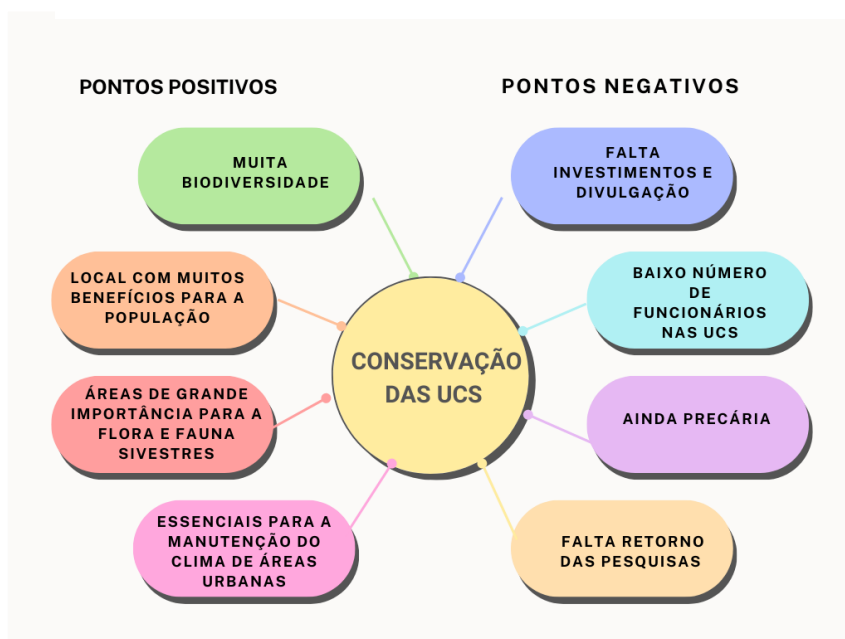 PONTOS POSITIVOS
MUITA
BIODIVERSIDADE
LOCAL COM MUITOS
BENEFÍCIOS PARA A
POPULAÇÃO
ÁREAS DE GRANDE
IMPORTÂNCIA PARA A
FLORA E FAUNA
SIVESTRES
ESSENCIAIS PARA A
MANUTENÇÃO DO
CLIMA DE ÁREAS
URBANAS
CONSERVAÇÃO
DAS UCS
PONTOS NEGATIVOS
FALTA
INVESTIMENTOS E
DIVULGAÇÃO
BAIXO NÚMERO
DE
FUNCIONÁRIOS
NAS UCS
AINDA PRECÁRIA
FALTA RETORNO
DAS PESQUISAS